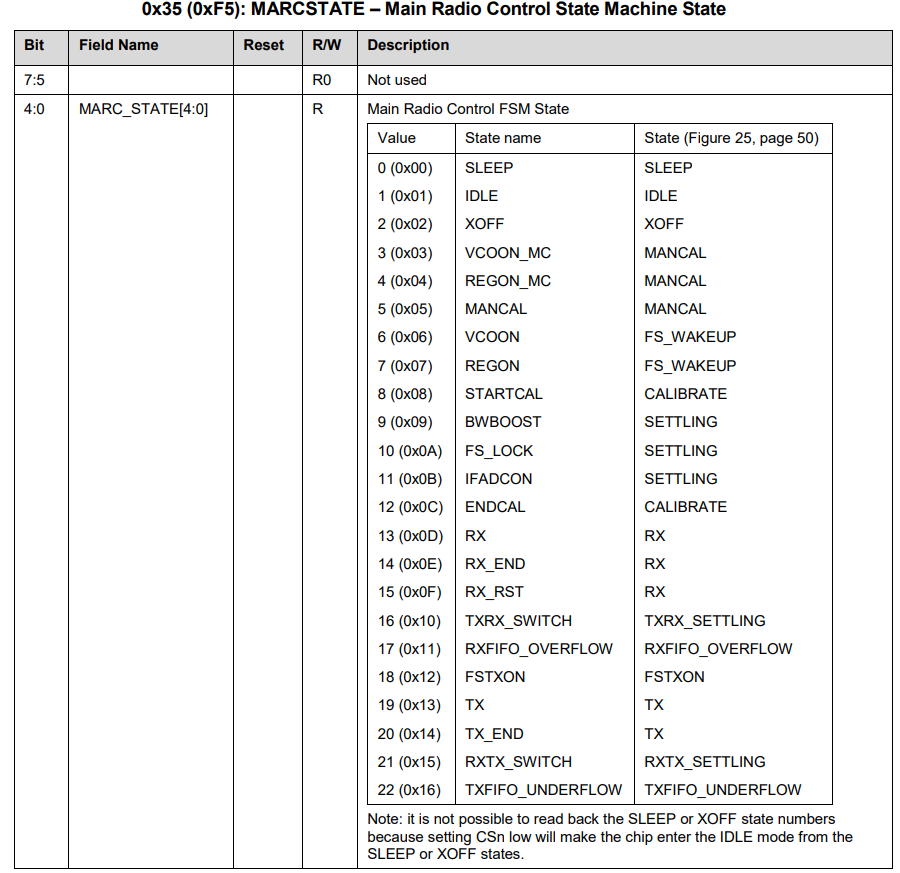 0x35 (0xF5): MARCSTATE – Main Radio Control State Machine State
Bit Field Name Reset R/W Description
7:5 R0 Not used
4:0 MARC_STATE[4:0] R Main Radio Control FSM State
Value State name State (Figure 25, page 50)
0 (0x00) SLEEP SLEEP
1 (0x01) IDLE IDLE
2 (0x02) XOFF XOFF
3 (0x03) VCOON_MC MANCAL
4 (0x04) REGON_MC MANCAL
5 (0x05) MANCAL MANCAL
6 (0x06) VCOON FS_WAKEUP
7 (0x07) REGON FS_WAKEUP
8 (0x08) STARTCAL CALIBRATE
9 (0x09) BWBOOST SETTLING
10 (0x0A) FS_LOCK SETTLING
11 (0x0B) IFADCON SETTLING
12 (0x0C) ENDCAL CALIBRATE
13 (0x0D) RX RX
14 (0x0E) RX_END RX
15 (0x0F) RX_RST RX
16 (0x10) TXRX_SWITCH TXRX_SETTLING
17 (0x11) RXFIFO_OVERFLOW RXFIFO_OVERFLOW
18 (0x12) FSTXON FSTXON
19 (0x13) TX TX
20 (0x14) TX_END TX
21 (0x15) RXTX_SWITCH RXTX_SETTLING
22 (0x16) TXFIFO_UNDERFLOW TXFIFO_UNDERFLOW
Note: it is not possible to read back the SLEEP or XOFF state numbers
because setting CSn low will make the chip enter the IDLE mode from the
SLEEP or XOFF states.